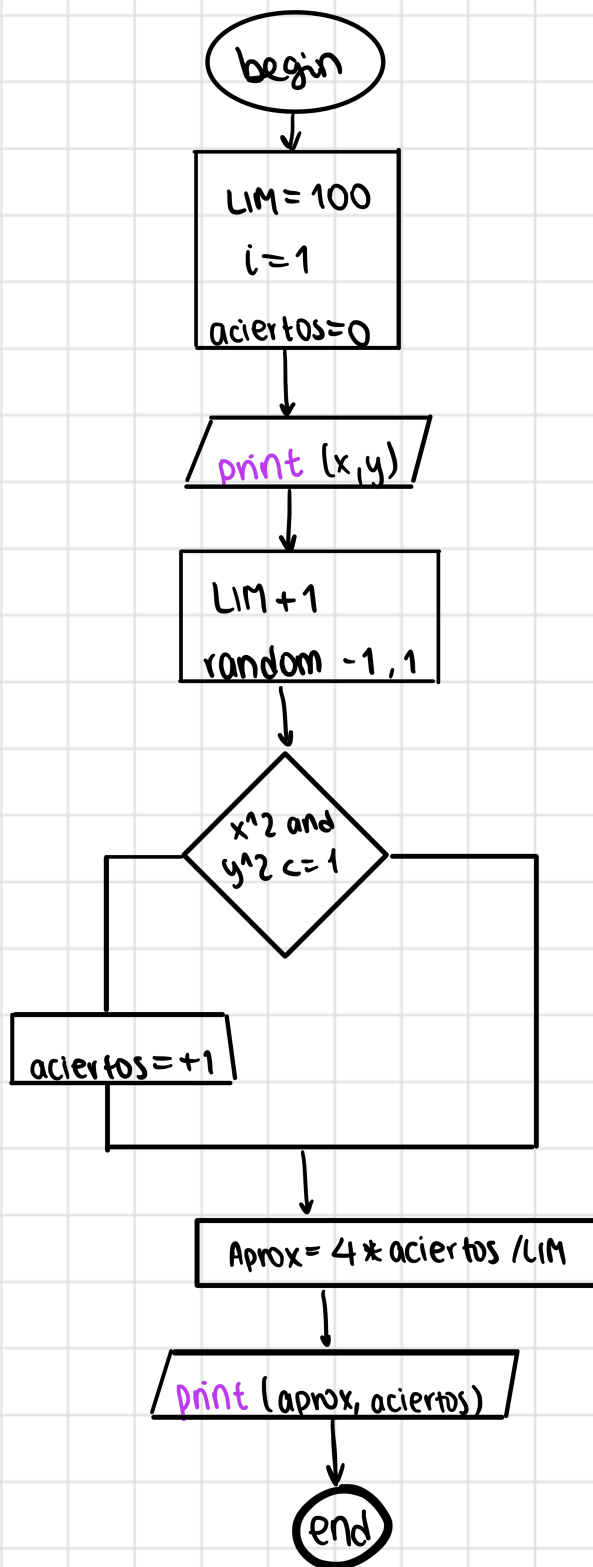 begin
LIM = 100
i = 1
aciertos=0
print (x,y)
LIM + 1
random -1,1
x^2 and
y^2 <= 1
aciertos = +1
Aprox = 4 * aciertos / LIM
print (aprox, aciertos)
end